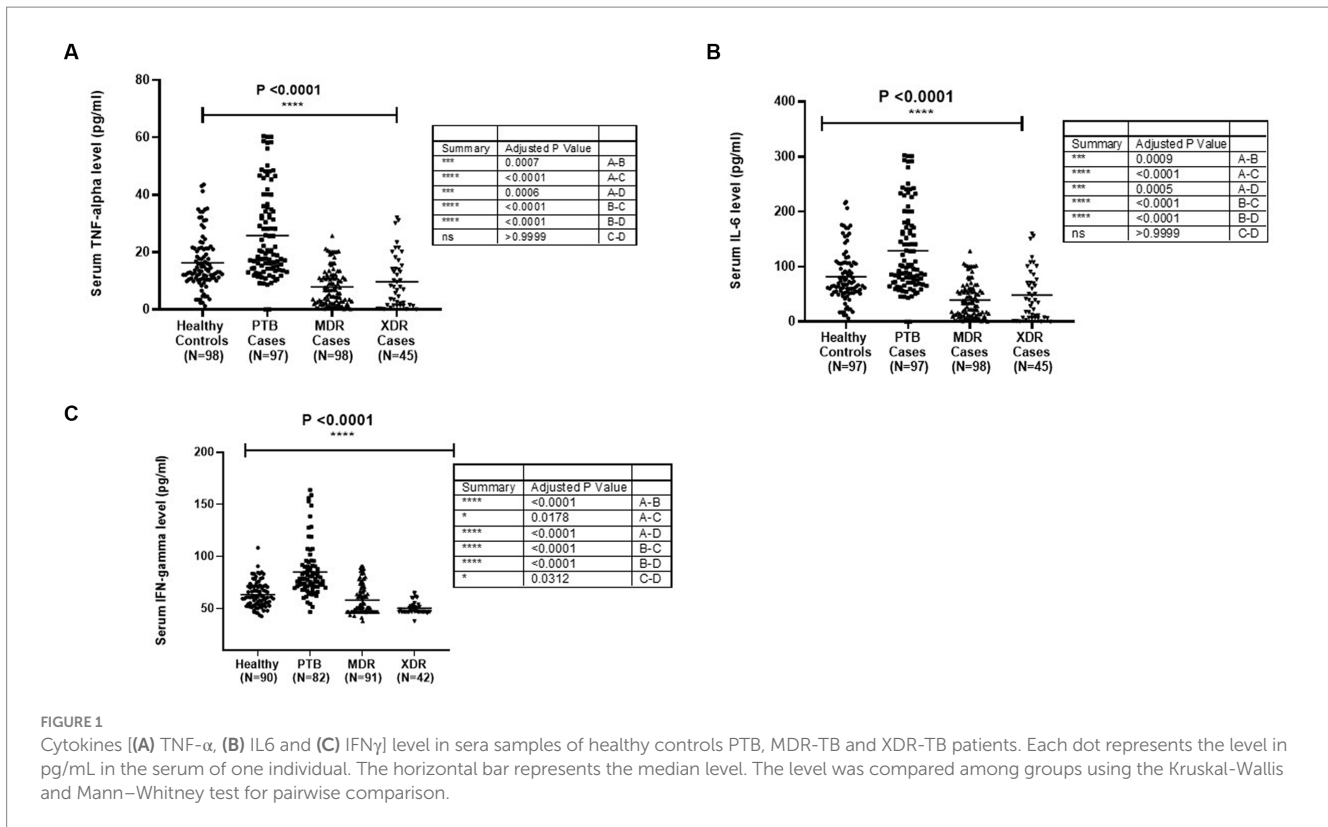 A
P <0.0001
****
Serum TNF-alpha level (pg/ml)
80
60
40
20
0
Healthy Controls (N=98)
PTB Cases (N=97)
MDR Cases (N=98)
XDR Cases (N=45)
Summary Adjusted P Value
*** 0.0007 A-B
**** <0.0001 A-C
*** 0.0006 A-D
**** <0.0001 B-C
**** <0.0001 B-D
ns >0.9999 C-D
B
P <0.0001
****
Serum IL-6 level (pg/ml)
400
300
200
100
0
Healthy Controls (N=97)
PTB Cases (N=97)
MDR Cases (N=98)
XDR Cases (N=45)
Summary Adjusted P Value
*** 0.0009 A-B
**** <0.0001 A-C
*** 0.0005 A-D
**** <0.0001 B-C
**** <0.0001 B-D
ns >0.9999 C-D
C
P <0.0001
****
Serum IFN-gamma level (pg/ml)
200
150
100
50
Healthy (N=90)
PTB (N=82)
MDR (N=91)
XDR (N=42)
Summary Adjusted P Value
**** <0.0001 A-B
* 0.0178 A-C
**** <0.0001 A-D
**** <0.0001 B-C
**** <0.0001 B-D
* 0.0312 C-D
FIGURE 1
Cytokines [(A) TNF-α, (B) IL6 and (C) IFNγ] level in sera samples of healthy controls PTB, MDR-TB and XDR-TB patients. Each dot represents the level in
pg/mL in the serum of one individual. The horizontal bar represents the median level. The level was compared among groups using the Kruskal-Wallis
and Mann–Whitney test for pairwise comparison.